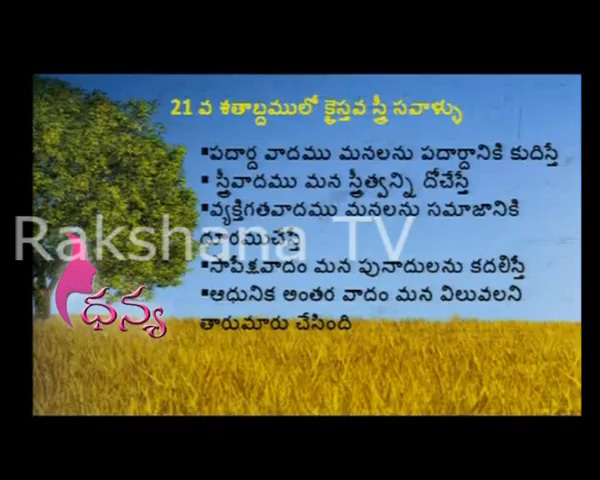 21 వ శతాబ్దములో క్రైస్తవ స్త్రీ సవాళ్ళు
▪పదార్ద వాదము మనలను పదార్దానికి కుదిస్తే
▪ స్త్రీవాదము మన స్త్రీత్వన్ని దోచేస్తే
▪వ్యక్తిగతవాదము మనలను సమాజానికి
దూరముచేస్తే
▪సాపేక్షవాదం మన పునాదులను కదలిస్తే
▪ఆధునిక అంతర వాదం మన విలువలని
తారుమారు చేసింది
Rakshana TV
ధన్య